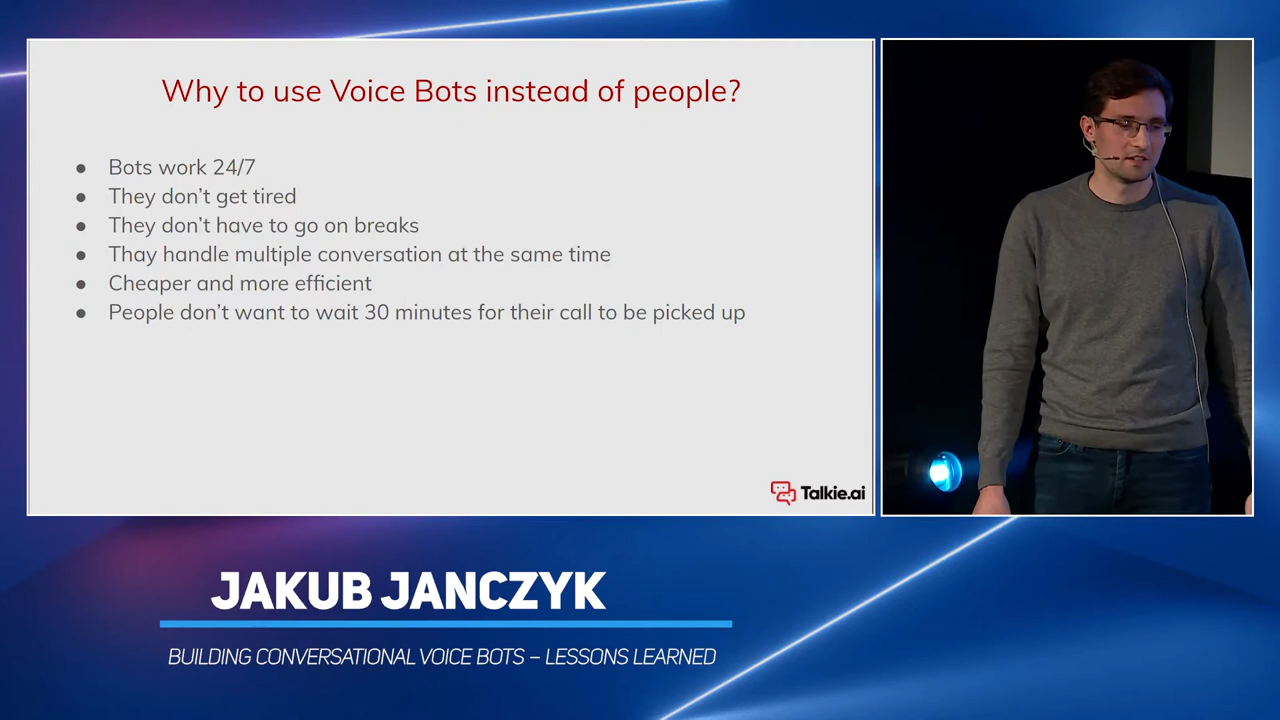 Why to use Voice Bots instead of people?
● Bots work 24/7
● They don't get tired
● They don't have to go on breaks
● Thay handle multiple conversation at the same time
● Cheaper and more efficient
● People don't want to wait 30 minutes for their call to be picked up
Talkie.ai
JAKUB JANCZYK
BUILDING CONVERSATIONAL VOICE BOTS – LESSONS LEARNED